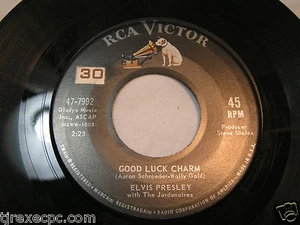 RCA VICTOR
30
47-7992
Gladys Music
Inc., ASCAP
2:23
45
RPM
Producer
Steve Sholes
GOOD LUCK CHARM
(Aaron Schroeder-Wally Gold)
ELVIS PRESLEY
with The Jordanaires
tjrexecpc.com